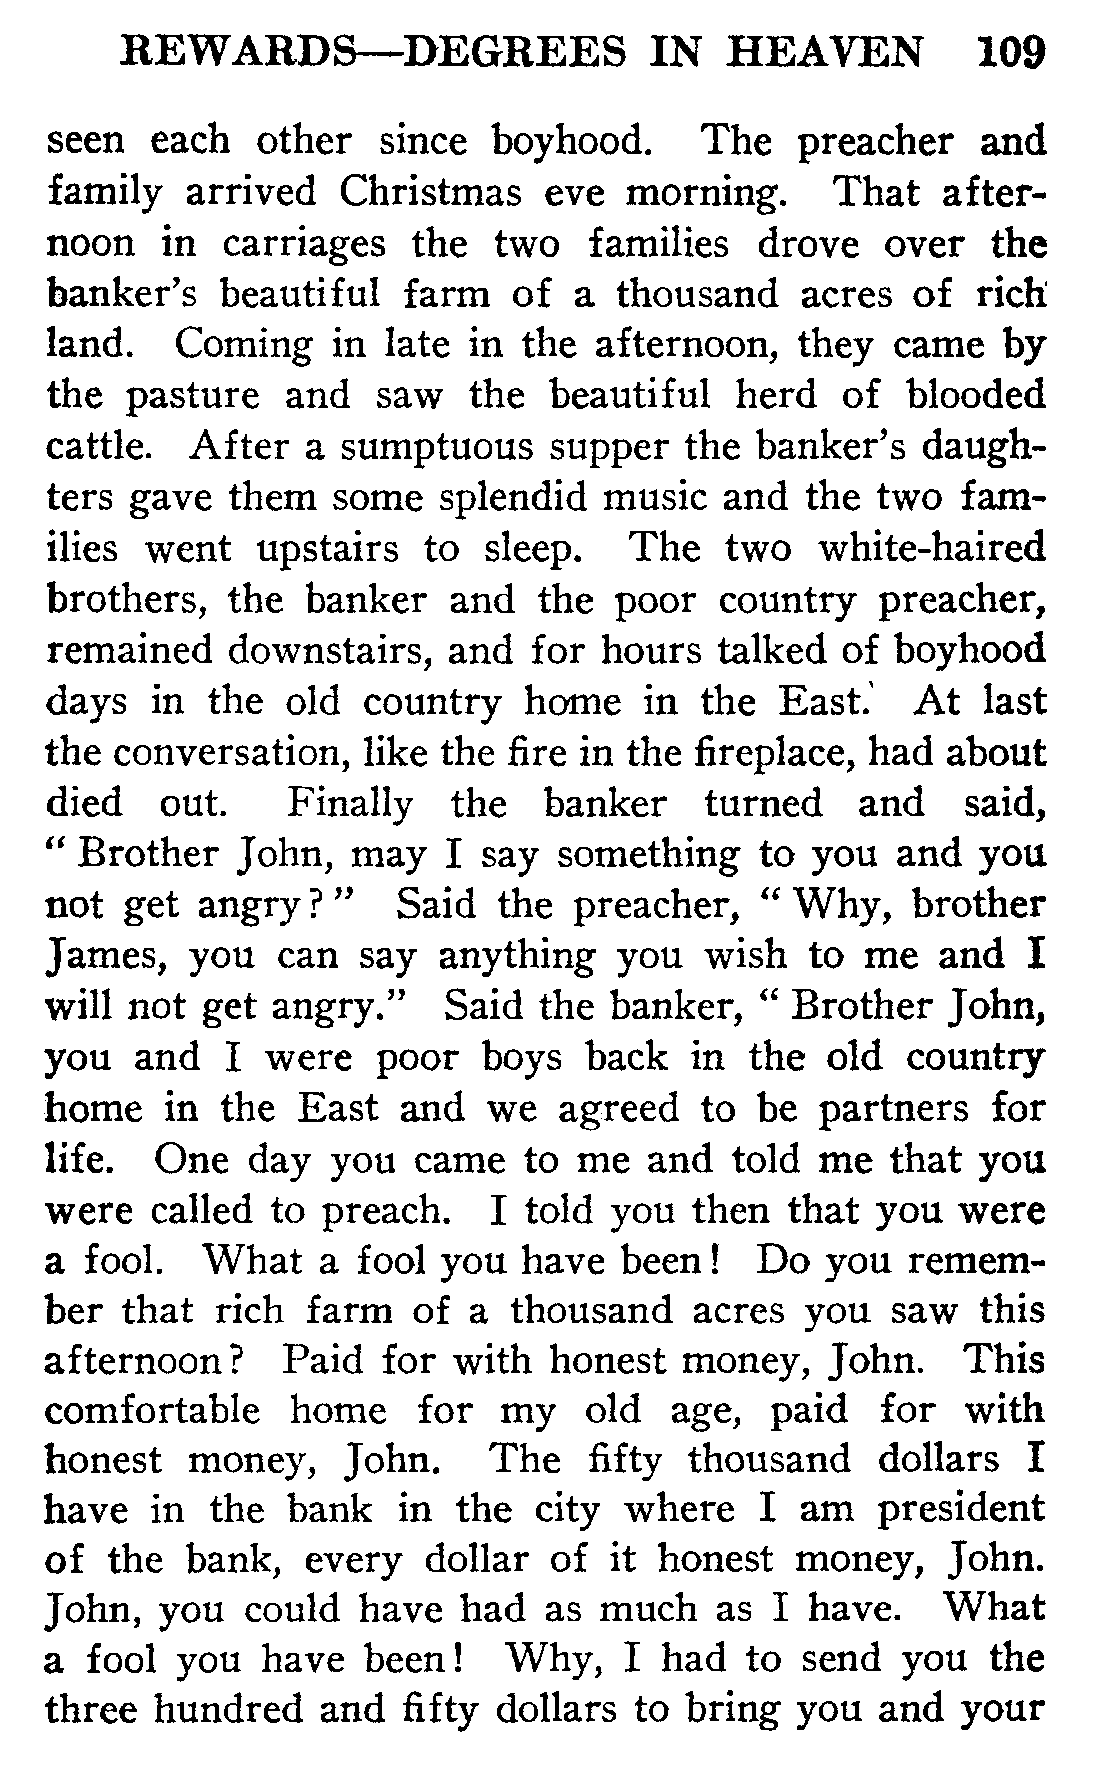 REWARDS—DEGREES IN HEAVEN 109
seen each other since boyhood. The preacher and
family arrived Christmas eve morning. That after-
noon in carriages the two families drove over the
banker's beautiful farm of a thousand acres of rich
land. Coming in late in the afternoon, they came by
the pasture and saw the beautiful herd of blooded
cattle. After a sumptuous supper the banker's daugh-
ters gave them some splendid music and the two fam-
ilies went upstairs to sleep. The two white-haired
brothers, the banker and the poor country preacher,
remained downstairs, and for hours talked of boyhood
days in the old country home in the East. At last
the conversation, like the fire in the fireplace, had about
died out. Finally the banker turned and said,
“ Brother John, may I say something to you and you
not get angry? ” Said the preacher, “ Why, brother
James, you can say anything you wish to me and I
will not get angry.” Said the banker, “ Brother John,
you and I were poor boys back in the old country
home in the East and we agreed to be partners for
life. One day you came to me and told me that you
were called to preach. I told you then that you were
a fool. What a fool you have been! Do you remem-
ber that rich farm of a thousand acres you saw this
afternoon? Paid for with honest money, John. This
comfortable home for my old age, paid for with
honest money, John. The fifty thousand dollars I
have in the bank in the city where I am president
of the bank, every dollar of it honest money, John.
John, you could have had as much as I have. What
a fool you have been! Why, I had to send you the
three hundred and fifty dollars to bring you and your